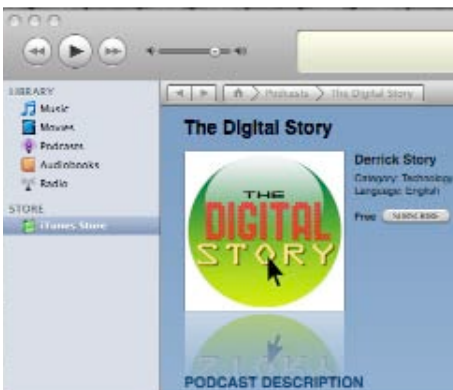 LIBRARY
Music
Movies
Podcasts
Audiobooks
Radio
STORE
iTunes Store
Podcasts
The Digital Story
The Digital Story
THE
DIGITAL
STORY
Derrick Story
Category: Technology
Language: English
Free
SUBSCRIBE
PODCAST DESCRIPTION